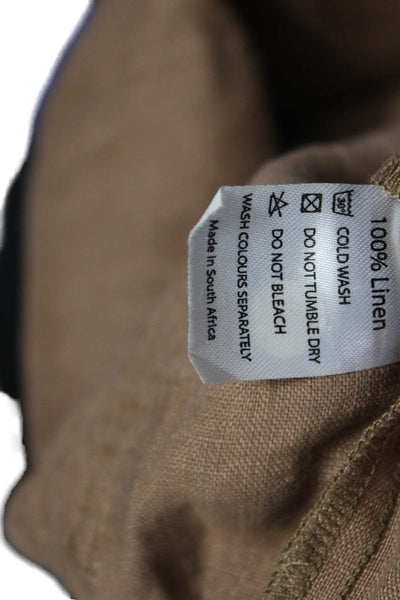 100% Linen
30° COLD WASH
DO NOT TUMBLE DRY
DO NOT BLEACH
WASH COLOURS SEPARATELY
Made in South Africa